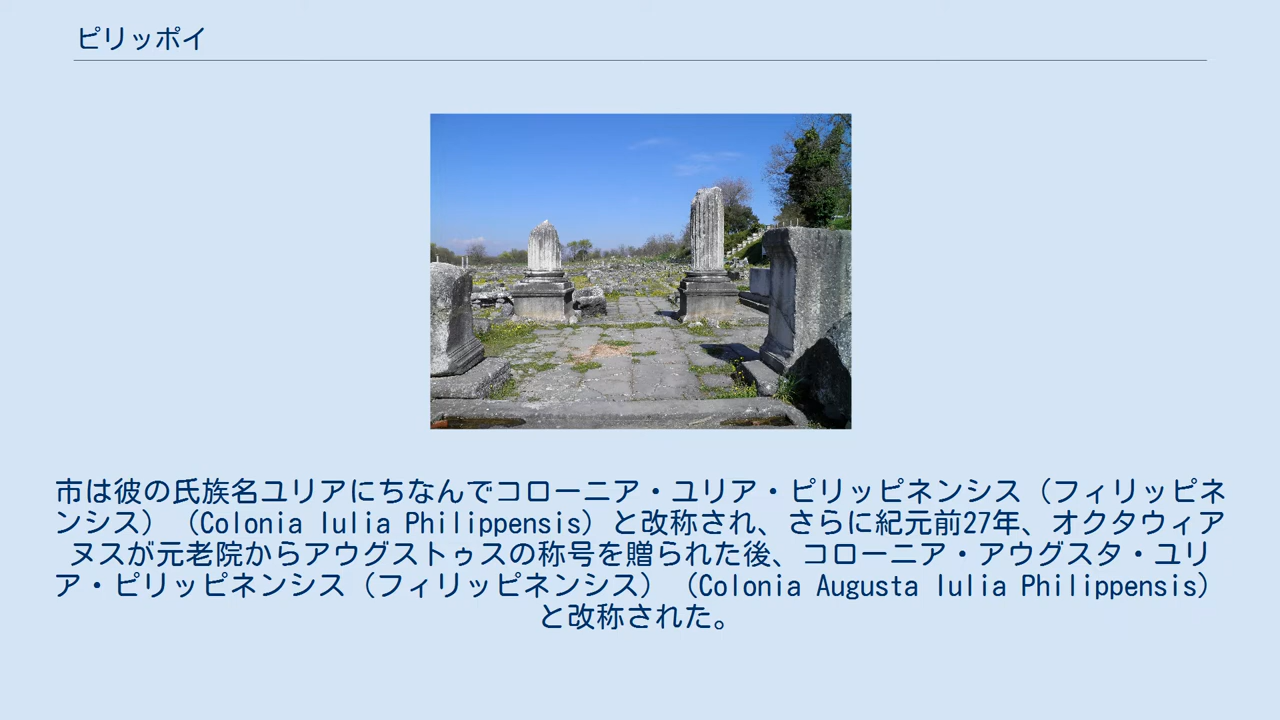 ピリッポイ
市は彼の氏族名ユリアにちなんでコローニア・ユリア・ピリッピネンシス（フィリッピネ
ンシス）（Colonia Iulia Philippensis）と改称され、さらに紀元前27年、オクタウィア
ヌスが元老院からアウグストゥスの称号を贈られた後、コローニア・アウグスタ・ユリ
ア・ピリッピネンシス（フィリッピネンシス）（Colonia Augusta Iulia Philippensis）
と改称された。